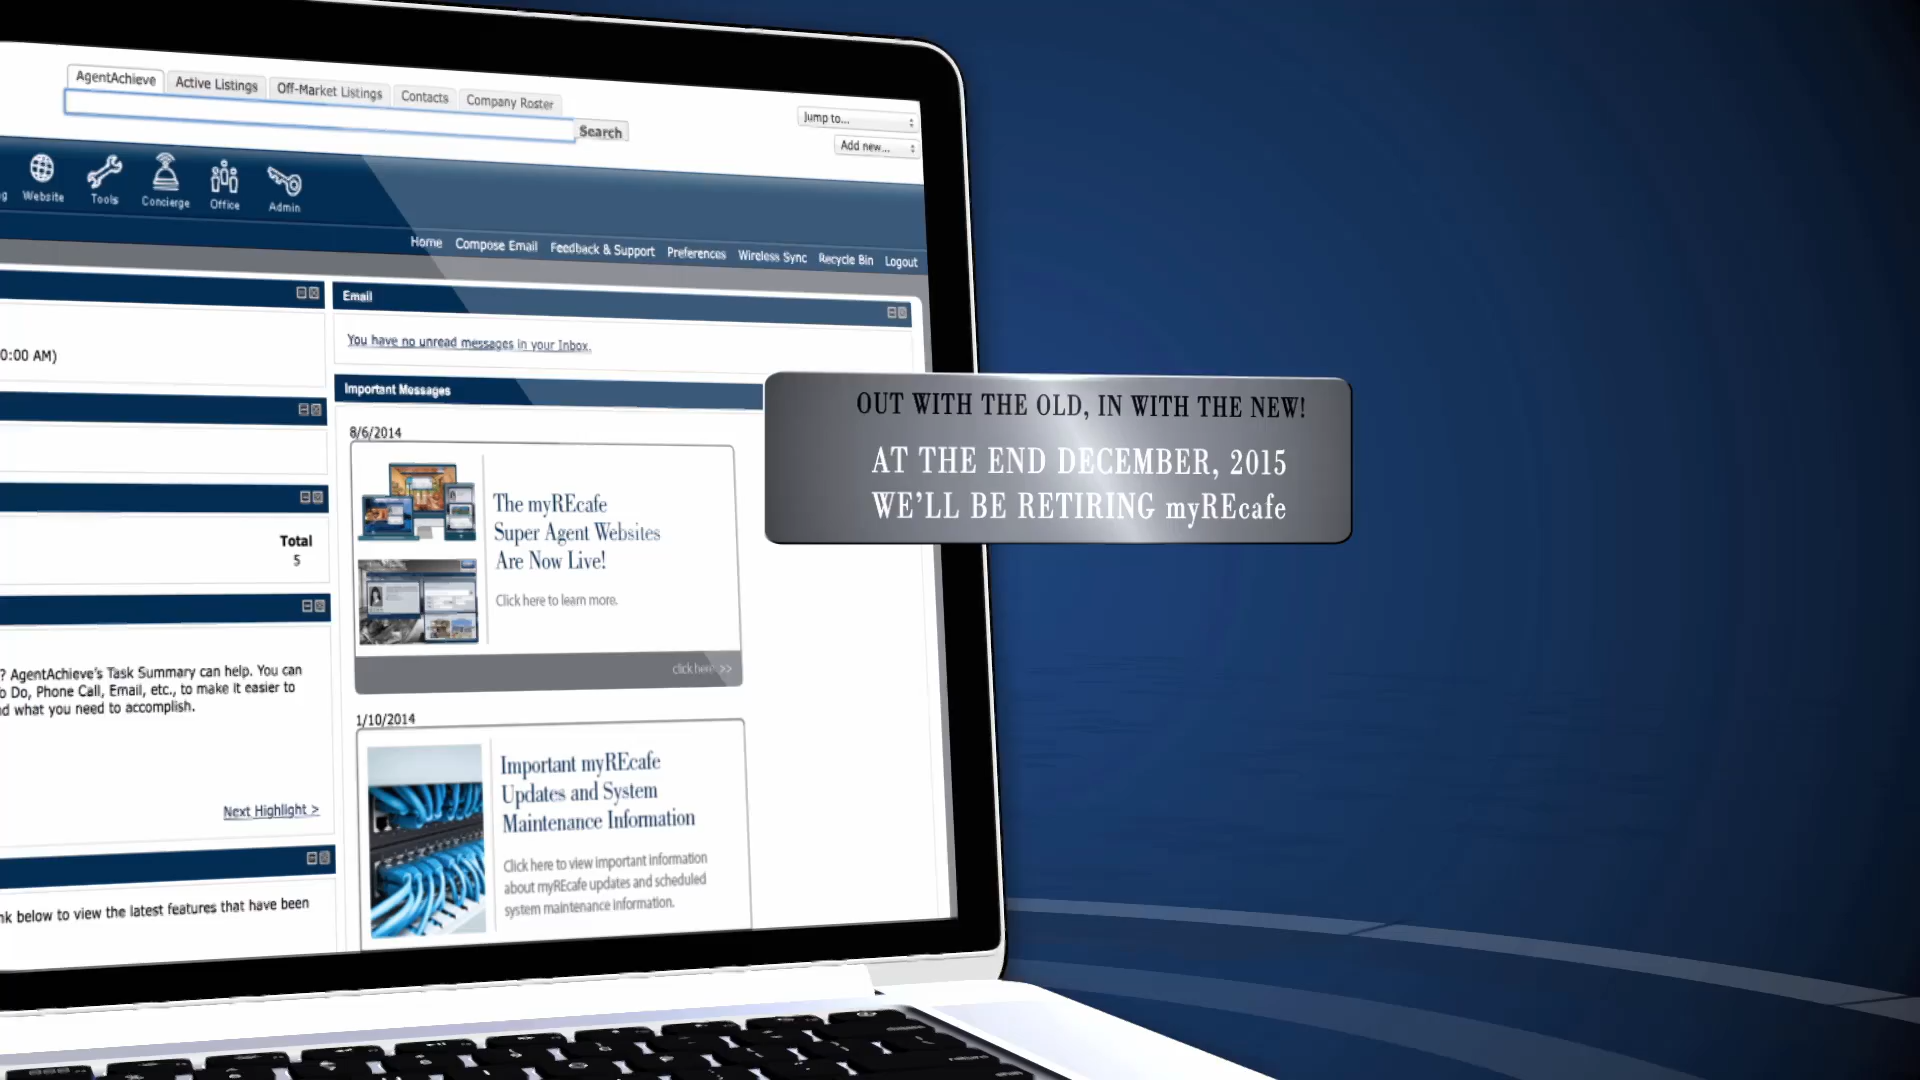 AgentAchieve Active Listings Off-Market Listings Contacts Company Roster
Search
Jump to...
Add new...
Website Tools Concierge Office Admin
Home Compose Email Feedback & Support Preferences Wireless Sync Recycle Bin Logout
Email
You have no unread messages in your Inbox.
0:00 AM)
Important Messages
OUT WITH THE OLD, IN WITH THE NEW!
AT THE END DECEMBER, 2015
WE'LL BE RETIRING myREcafe
8/6/2014
The myREcafe
Super Agent Websites
Are Now Live!
Click here to learn more.
click here >>
Total
5
? AgentAchieve's Task Summary can help. You can
o Do, Phone Call, Email, etc., to make it easier to
d what you need to accomplish.
Next Highlight >
1/10/2014
Important myREcafe
Updates and System
Maintenance Information
Click here to view important information
about myREcafe updates and scheduled
system maintenance information.
nk below to view the latest features that have been